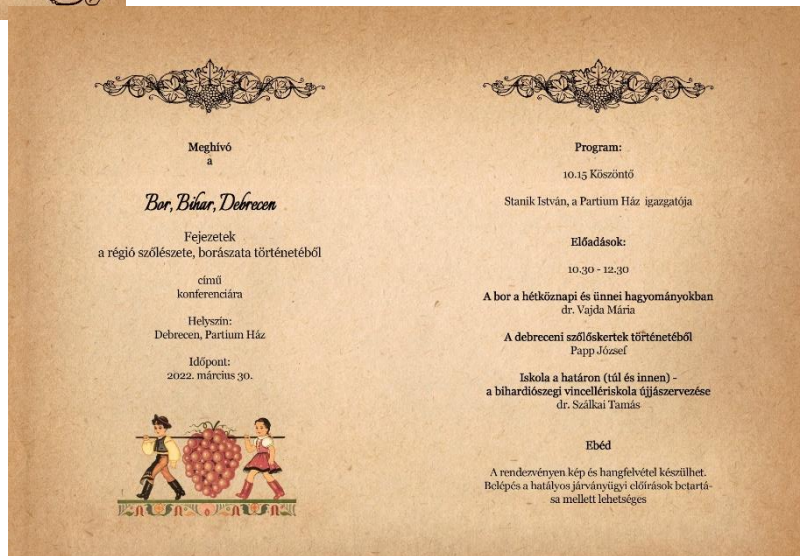 Meghívó
a
Bor, Bihar, Debrecen
Fejezetek
a régió szőlészete, borászata történetéből
című
konferenciára
Helyszín:
Debrecen, Partium Ház
Időpont:
2022. március 30.
Program:
10.15 Köszöntő
Stanik István, a Partium Ház igazgatója
Előadások:
10.30 - 12.30
A bor a hétköznapi és ünnei hagyományokban
dr. Vajda Mária
A debreceni szőlőskertek történetéből
Papp József
Iskola a határon (túl és innen) -
a bihardiószegi vincellériskola újjászervezése
dr. Szálkai Tamás
Ebéd
A rendezvényen kép és hangfelvétel készülhet.
Belépés a hatályos járványügyi előírások betartá-
sa mellett lehetséges